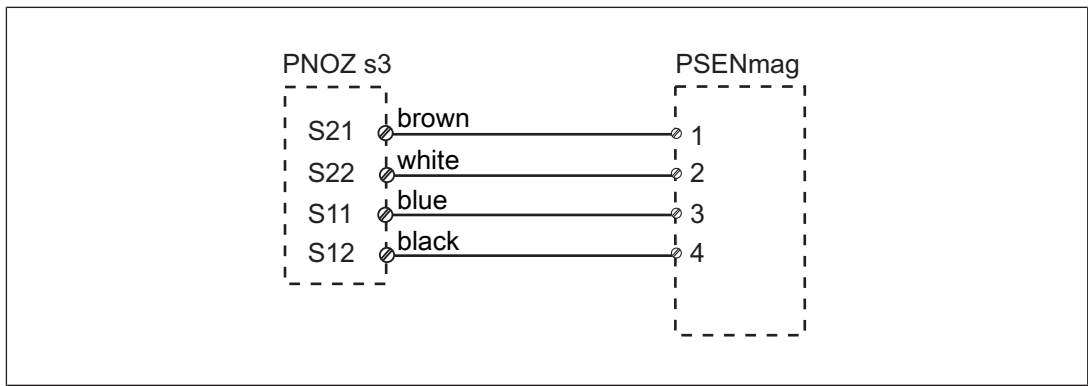 PNOZ s3 PSENmag
S21 brown 1
S22 white 2
S11 blue 3
S12 black 4